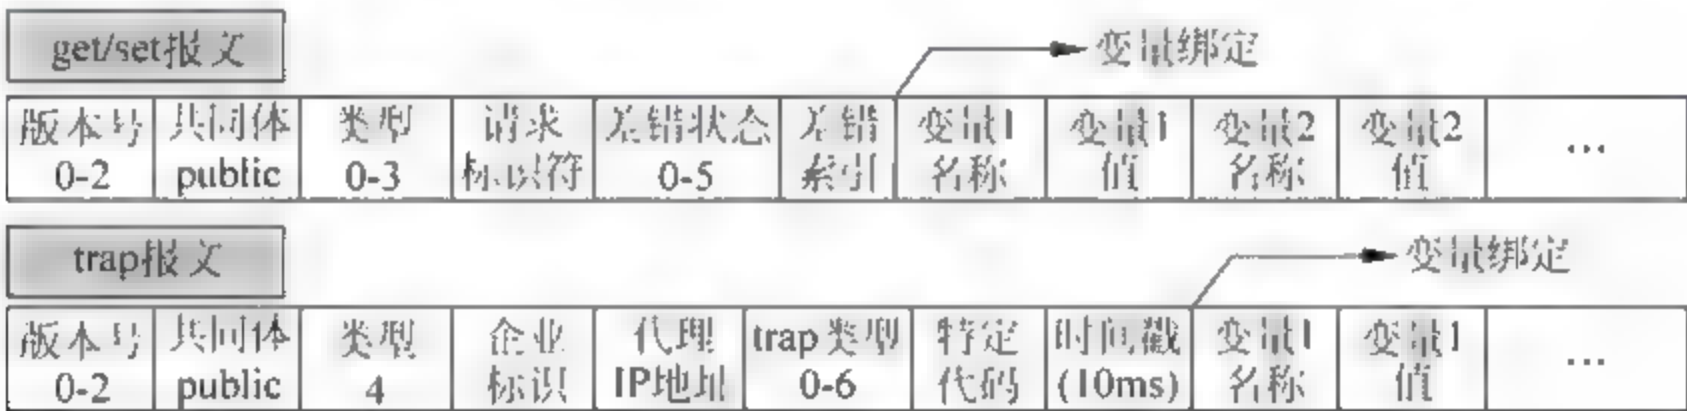 get/set报文
变量绑定
版本号 共同体 类型 请求 差错状态 差错 变量1 变量1 变量2 变量2 ...
0-2 public 0-3 标识符 0-5 索引 名称 值 名称 值
trap报文
变量绑定
版本号 共同体 类型 企业 代理 trap类型 特定 时间戳 变量1 变量1 ...
0-2 public 4 标识 IP地址 0-6 代码 (10ms) 名称 值